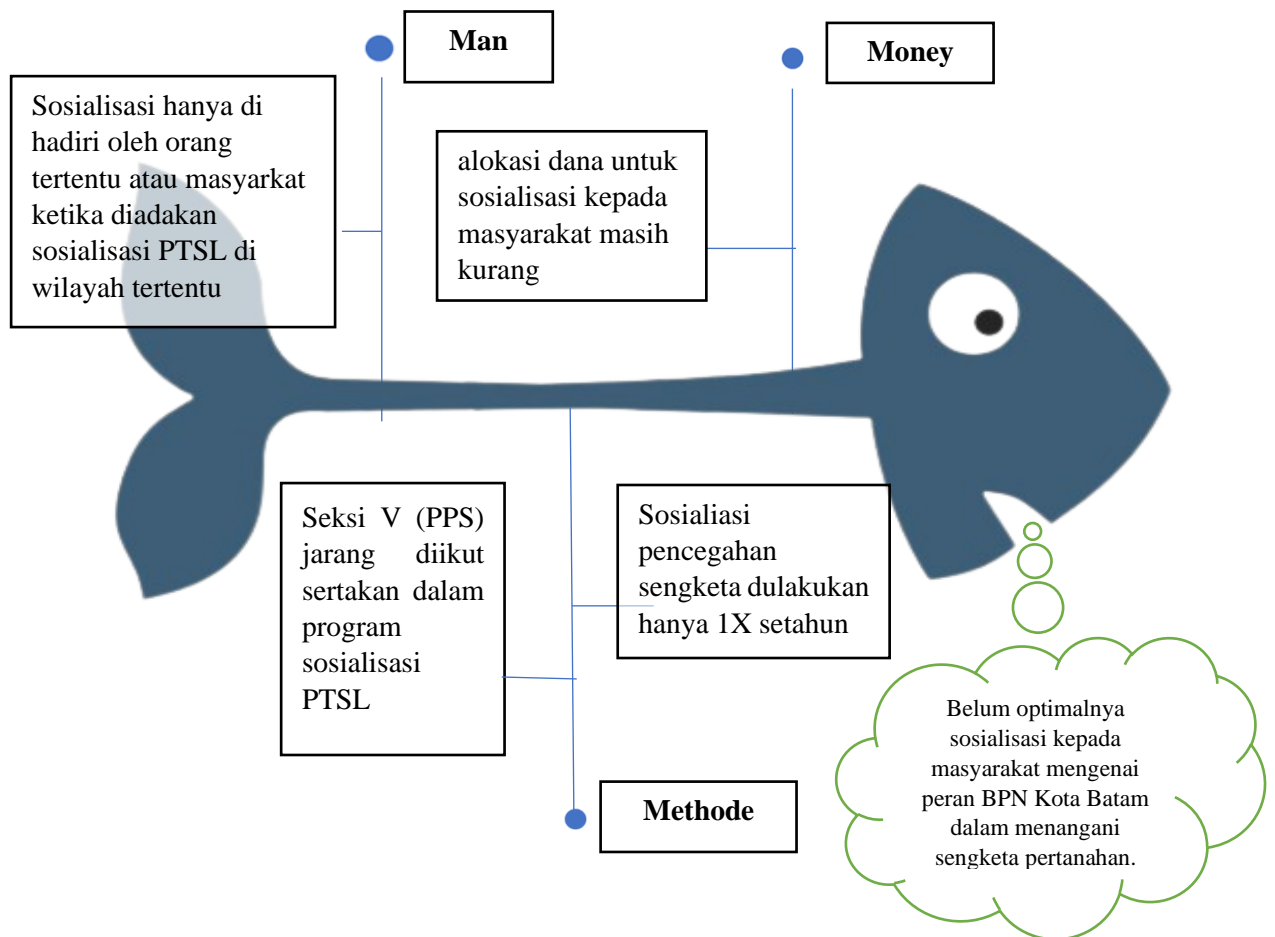 Man
Money
Sosialisasi hanya di
hadiri oleh orang
tertentu atau masyarkat
ketika diadakan
sosialisasi PTSL di
wilayah tertentu
alokasi dana untuk
sosialisasi kepada
masyarakat masih
kurang
Seksi V (PPS)
jarang diikut
sertakan dalam
program
sosialisasi
PTSL
Sosialiasi
pencegahan
sengketa dulakukan
hanya 1X setahun
Methode
Belum optimalnya
sosialisasi kepada
masyarakat mengenai
peran BPN Kota Batam
dalam menangani
sengketa pertanahan.